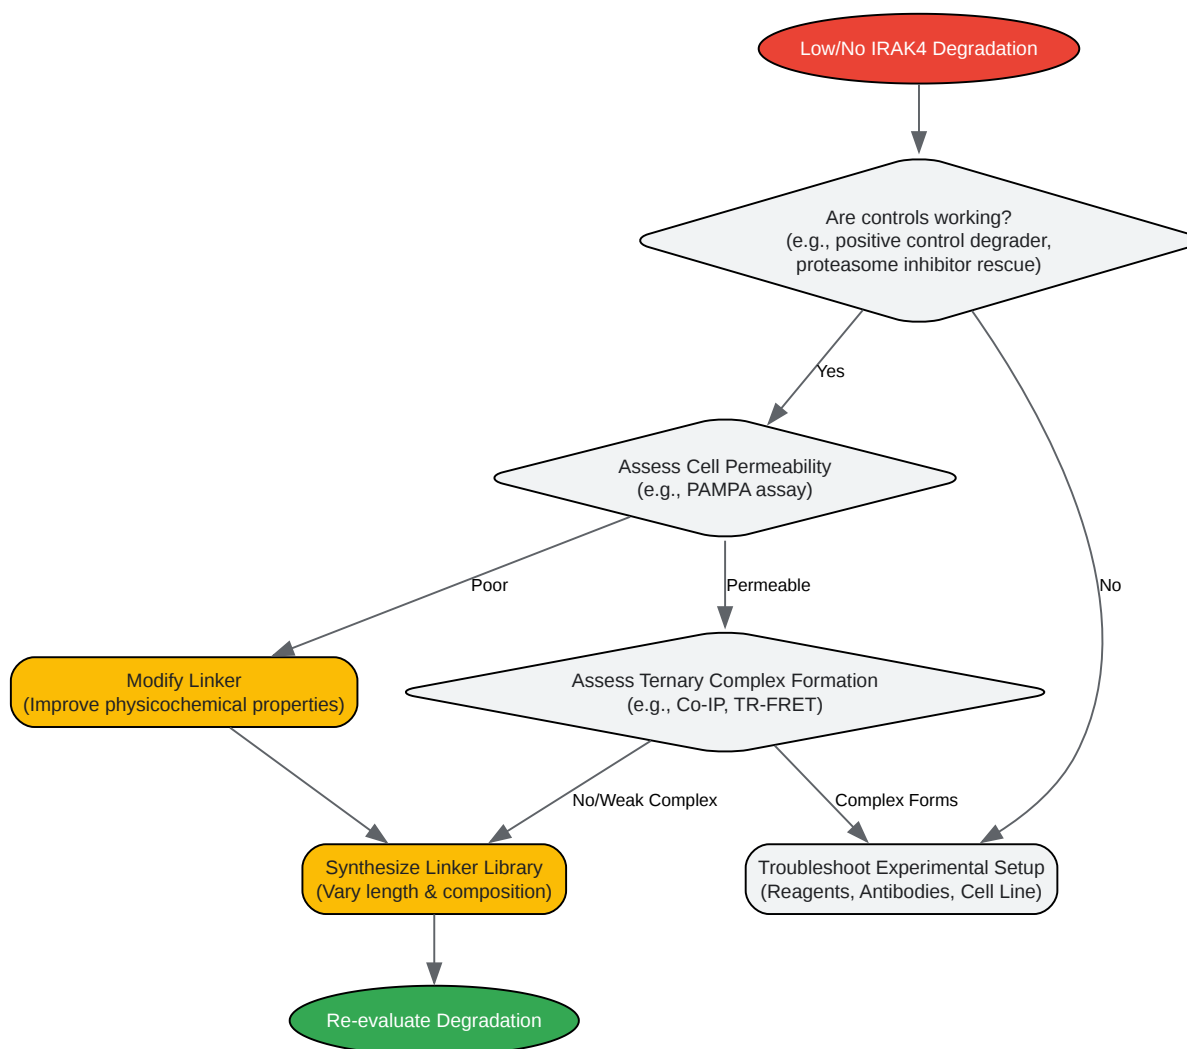 Low/No IRAK4 Degradation
Are controls working?
(e.g., positive control degrader,
proteasome inhibitor rescue)
Yes
Assess Cell Permeability
(e.g., PAMPA assay)
Poor
Permeable
No
Modify Linker
(Improve physicochemical properties)
Assess Ternary Complex Formation
(e.g., Co-IP, TR-FRET)
No/Weak Complex
Complex Forms
Synthesize Linker Library
(Vary length & composition)
Troubleshoot Experimental Setup
(Reagents, Antibodies, Cell Line)
Re-evaluate Degradation